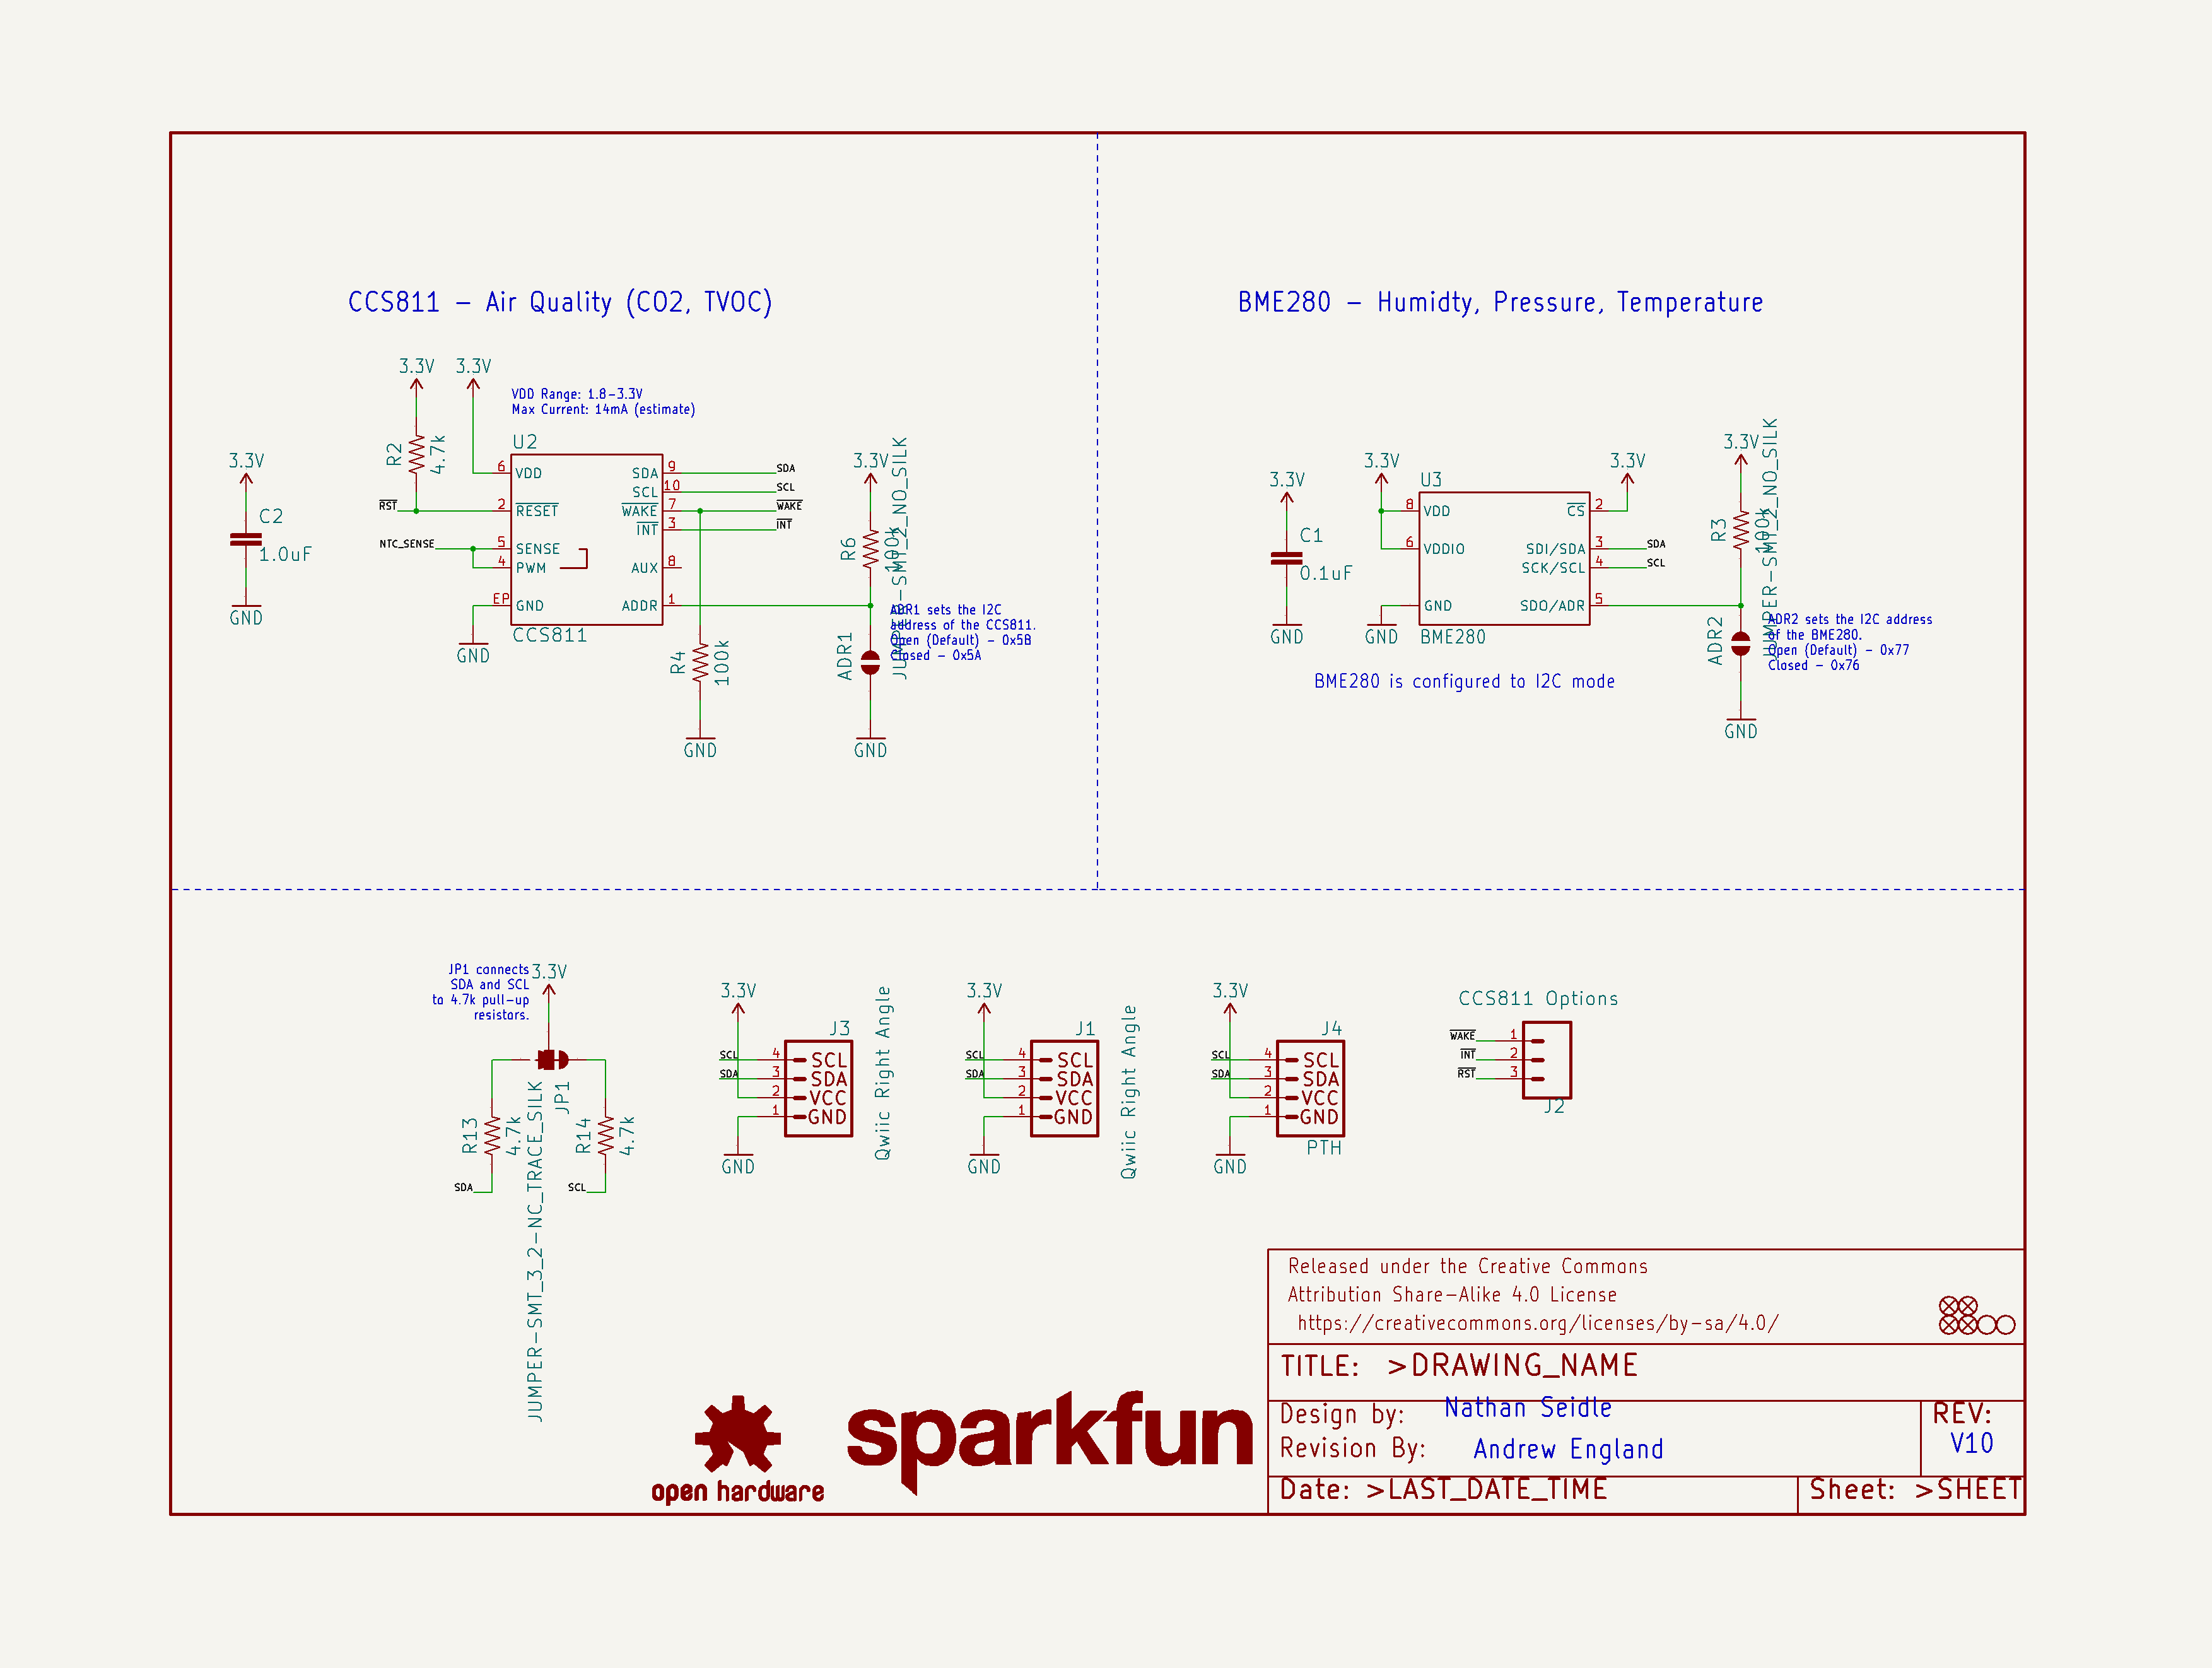 CCS811 – Air Quality (CO2, TVOC)
3.3V
3.3V
VDD Range: 1.8–3.3V
Max Current: 14mA (estimate)
3.3V
C2
1.0uF
GND
R2
4.7k
RST
NTC_SENSE
U2
6 VDD
2 RESET
5 SENSE
4 PWM
EP GND
SDA 9 SDA
SCL 10 SCL
WAKE 7 WAKE
INT 3 INT
AUX 8
ADDR 1
CCS811
GND
R4
100k
GND
3.3V
R6
100k
JUMPER-SMT_2_NO_SILK
ADR1
ADR1 sets the I2C
address of the CCS811.
Open (Default) – 0x5B
Closed – 0x5A
GND
BME280 – Humidty, Pressure, Temperature
3.3V
C1
0.1uF
GND
3.3V
U3
8 VDD
6 VDDIO
GND
CS 2
SDI/SDA 3 SDA
SCK/SCL 4 SCL
SDO/ADR 5
BME280
GND
3.3V
BME280 is configured to I2C mode
3.3V
R3
100k
JUMPER-SMT_2_NO_SILK
ADR2
ADR2 sets the I2C address
of the BME280.
Open (Default) – 0x77
Closed – 0x76
GND
JP1 connects
SDA and SCL
to 4.7k pull-up
resistors.
3.3V
JP1
JUMPER-SMT_3_2-NC_TRACE_SILK
R13
4.7k
SDA
R14
4.7k
SCL
3.3V
J3
SCL 4 SCL
SDA 3 SDA
2 VCC
1 GND
GND
Qwiic Right Angle
3.3V
J1
SCL 4 SCL
SDA 3 SDA
2 VCC
1 GND
GND
Qwiic Right Angle
3.3V
J4
SCL 4 SCL
SDA 3 SDA
2 VCC
1 GND
PTH
GND
CCS811 Options
WAKE 1
INT 2
RST 3
J2
Released under the Creative Commons
Attribution Share-Alike 4.0 License
https://creativecommons.org/licenses/by-sa/4.0/
TITLE: >DRAWING_NAME
Design by: Nathan Seidle
Revision By: Andrew England
REV:
V10
Date: >LAST_DATE_TIME
Sheet: >SHEET
open hardware
sparkfun